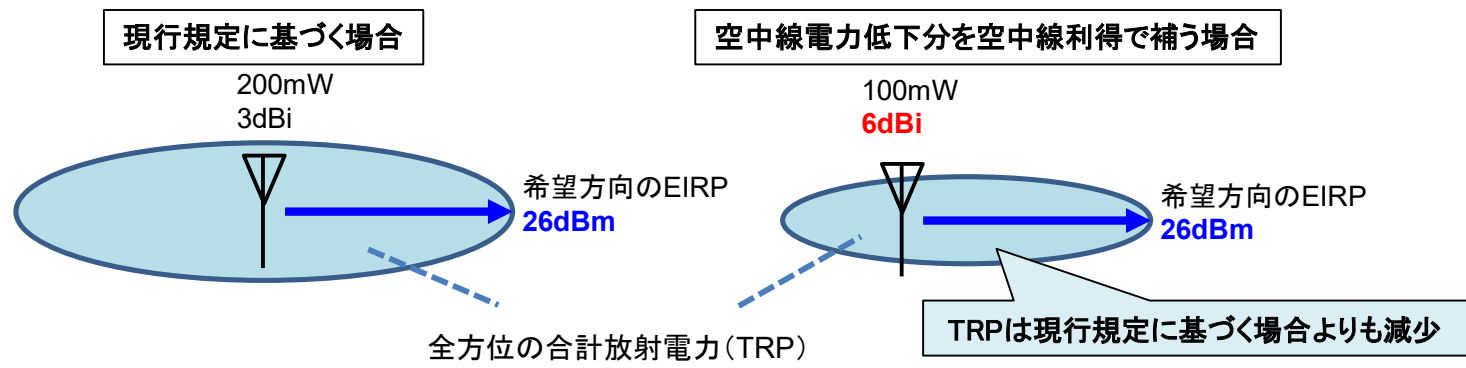 現行規定に基づく場合
200mW
3dBi
希望方向のEIRP
26dBm
空中線電力低下分を空中線利得で補う場合
100mW
6dBi
希望方向のEIRP
26dBm
TRPは現行規定に基づく場合よりも減少
全方位の合計放射電力(TRP)